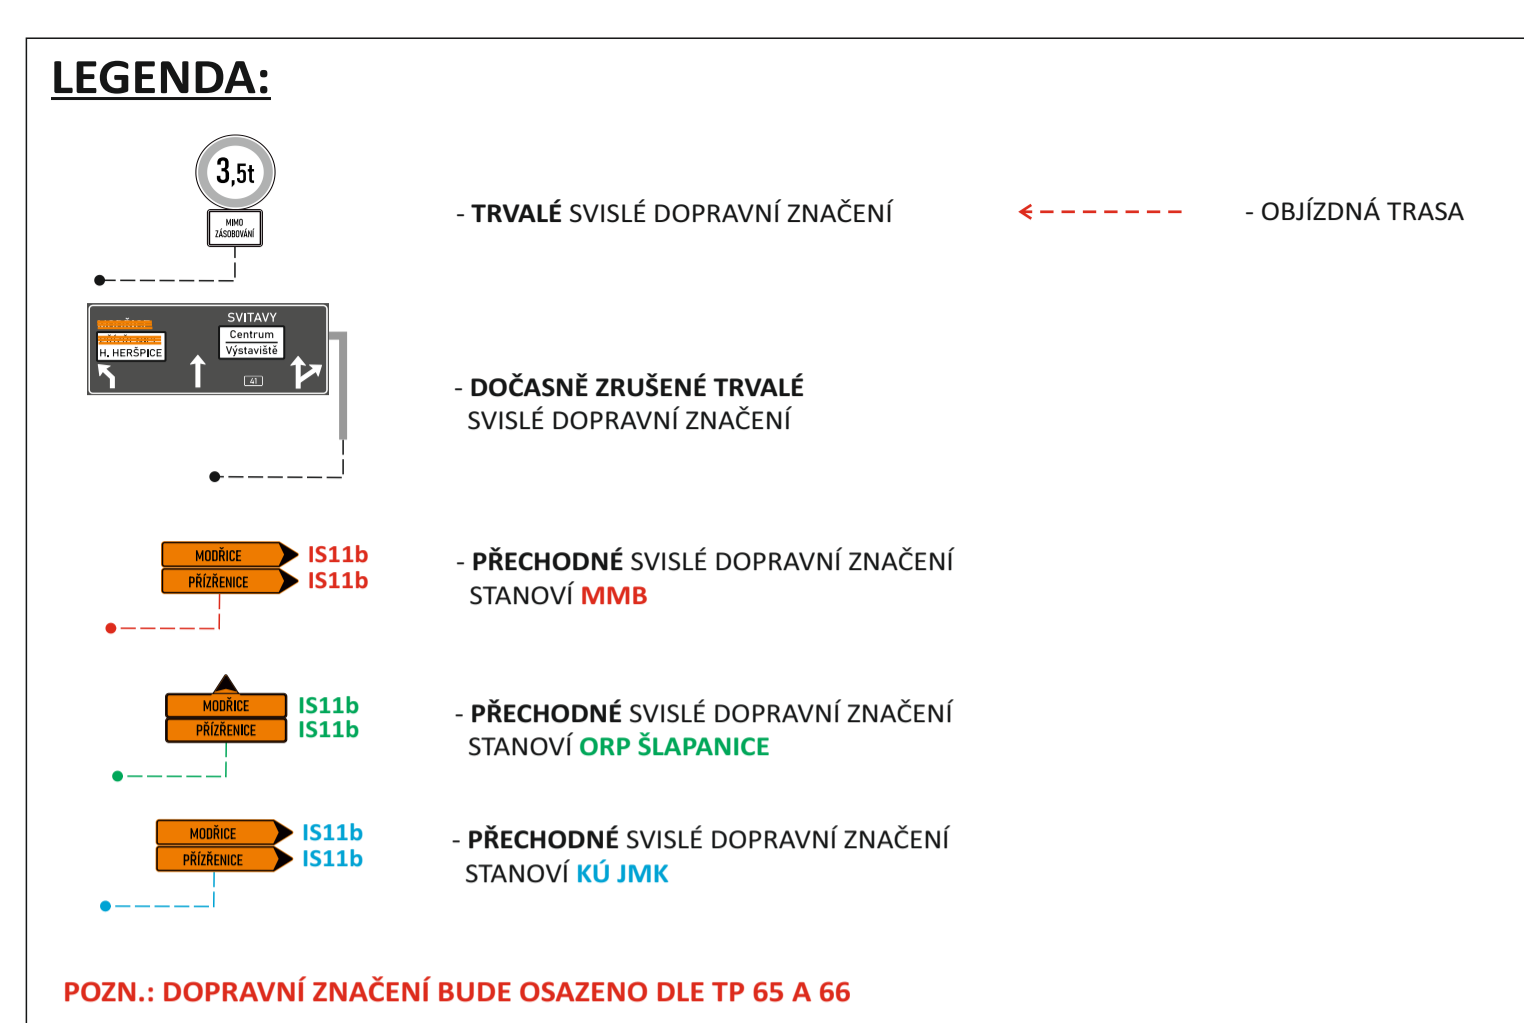 LEGENDA:
3,5t
MIMO
ZÁSOBOVÁNÍ
- TRVALÉ SVISLÉ DOPRAVNÍ ZNAČENÍ
- OBJÍZDNÁ TRASA
SVITAVY
Centrum
Výstaviště
H. HERŠPICE
41
- DOČASNĚ ZRUŠENÉ TRVALÉ
SVISLÉ DOPRAVNÍ ZNAČENÍ
MODŘICE IS11b
PŘÍZŘENICE IS11b
- PŘECHODNÉ SVISLÉ DOPRAVNÍ ZNAČENÍ
STANOVÍ MMB
MODŘICE IS11b
PŘÍZŘENICE IS11b
- PŘECHODNÉ SVISLÉ DOPRAVNÍ ZNAČENÍ
STANOVÍ ORP ŠLAPANICE
MODŘICE IS11b
PŘÍZŘENICE IS11b
- PŘECHODNÉ SVISLÉ DOPRAVNÍ ZNAČENÍ
STANOVÍ KÚ JMK
POZN.: DOPRAVNÍ ZNAČENÍ BUDE OSAZENO DLE TP 65 A 66